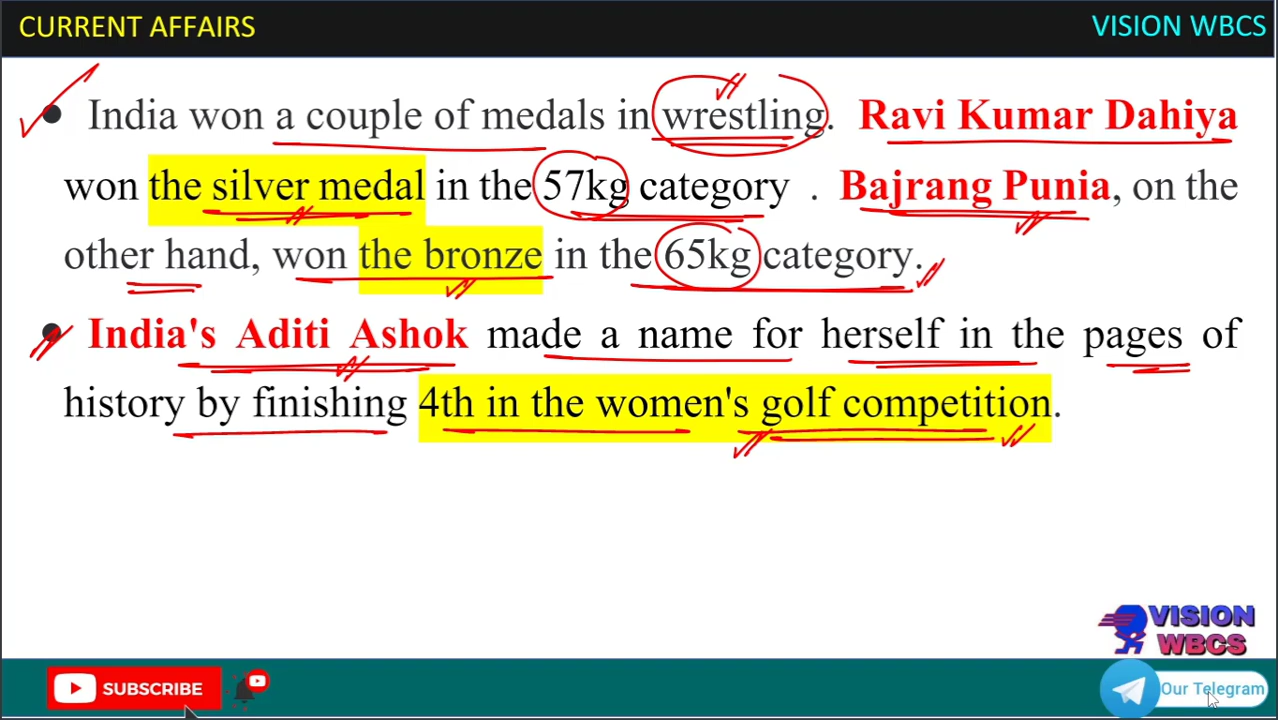 CURRENT AFFAIRS
VISION WBCS
India won a couple of medals in wrestling. Ravi Kumar Dahiya
won the silver medal in the 57kg category . Bajrang Punia, on the
other hand, won the bronze in the 65kg category.
India's Aditi Ashok made a name for herself in the pages of
history by finishing 4th in the women's golf competition.
VISION
WBCS
SUBSCRIBE
Our Telegram